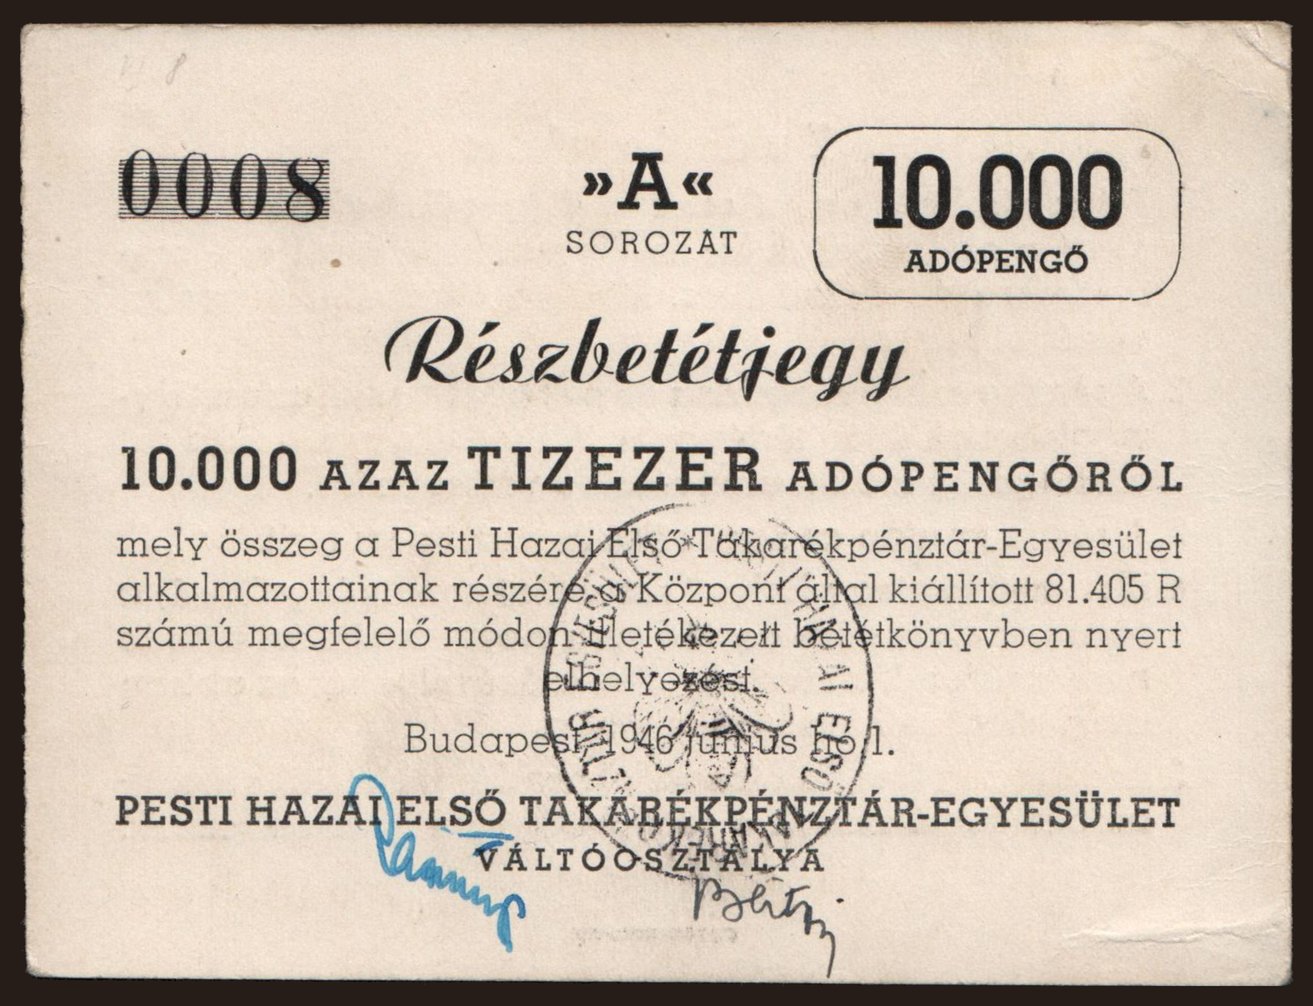 0008
»A«
SOROZAT
10.000
ADÓPENGŐ
Részbetétjegy
10.000 AZAZ TIZEZER ADÓPENGŐRŐL
mely összeg a Pesti Hazai Első Takarékpénztár-Egyesület
alkalmazottainak részére a Központ által kiállított 81.405 R
számú megfelelő módon illetékezett betétkönyvben nyert
elhelyezést.
Budapest, 1946 június hó 1.
PESTI HAZAI ELSŐ TAKARÉKPÉNZTÁR-EGYESÜLET
VÁLTÓOSZTÁLYA